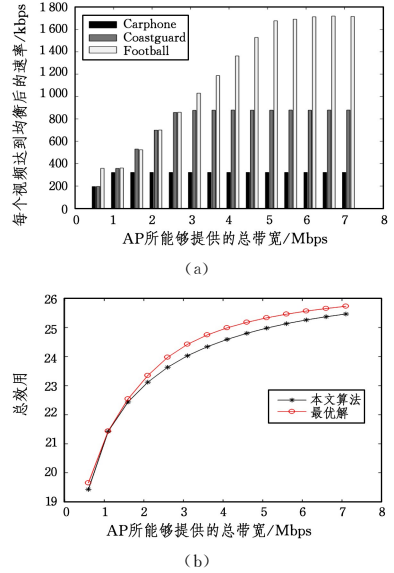 每个视频达到均衡后的速率/kbps
1 800
1 600
1 400
1 200
1 000
800
600
400
200
0
Carphone
Coastguard
Football
0 1 2 3 4 5 6 7 8
AP所能够提供的总带宽/Mbps
(a)
总效用
26
25
24
23
22
21
20
19
本文算法
最优解
0 1 2 3 4 5 6 7 8
AP所能够提供的总带宽/Mbps
(b)